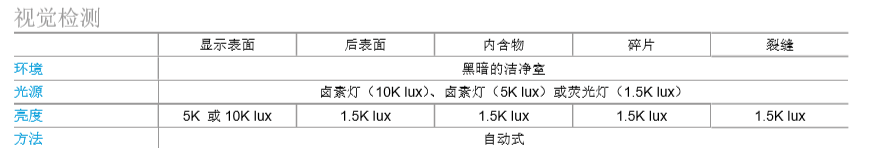 视觉检测
显示表面 后表面 内含物 碎片 裂缝
环境 黑暗的洁净室
光源 卤素灯（10K lux）、卤素灯（5K lux）或荧光灯（1.5K lux）
亮度 5K 或 10K lux 1.5K lux 1.5K lux 1.5K lux 1.5K lux
方法 自动式